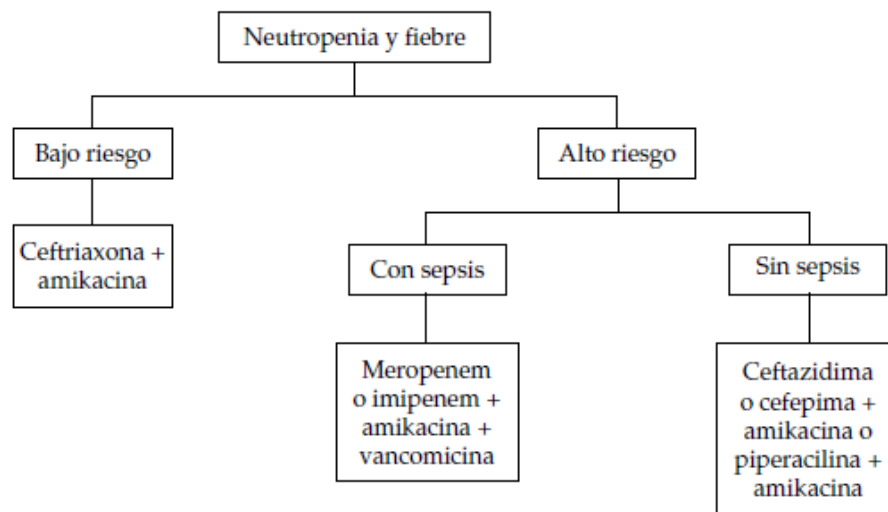 Neutropenia y fiebre
Bajo riesgo
Alto riesgo
Ceftriaxona +
amikacina
Con sepsis
Sin sepsis
Meropenem
o imipenem +
amikacina +
vancomicina
Ceftazidima
o cefepima +
amikacina o
piperacilina +
amikacina